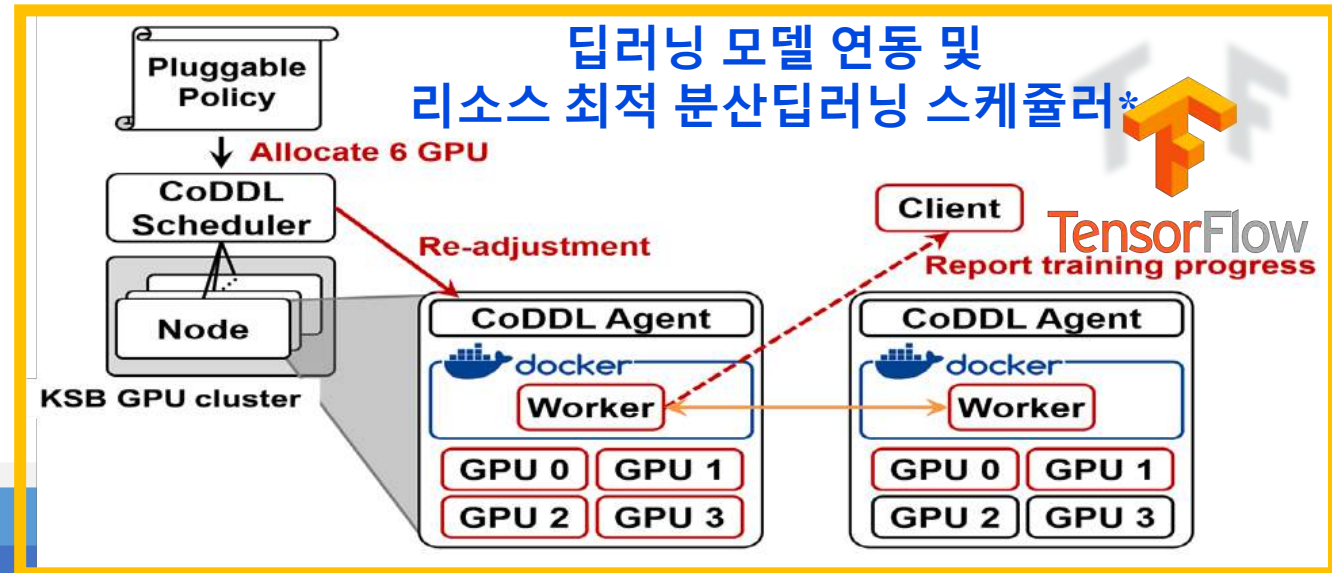 딥러닝 모델 연동 및
리소스 최적 분산딥러닝 스케쥴러*
Pluggable
Policy
Allocate 6 GPU
CoDDL
Scheduler
Re-adjustment
Node
KSB GPU cluster
Client
TensorFlow
Report training progress
CoDDL Agent
docker
Worker
GPU 0 GPU 1
GPU 2 GPU 3
CoDDL Agent
docker
Worker
GPU 0 GPU 1
GPU 2 GPU 3